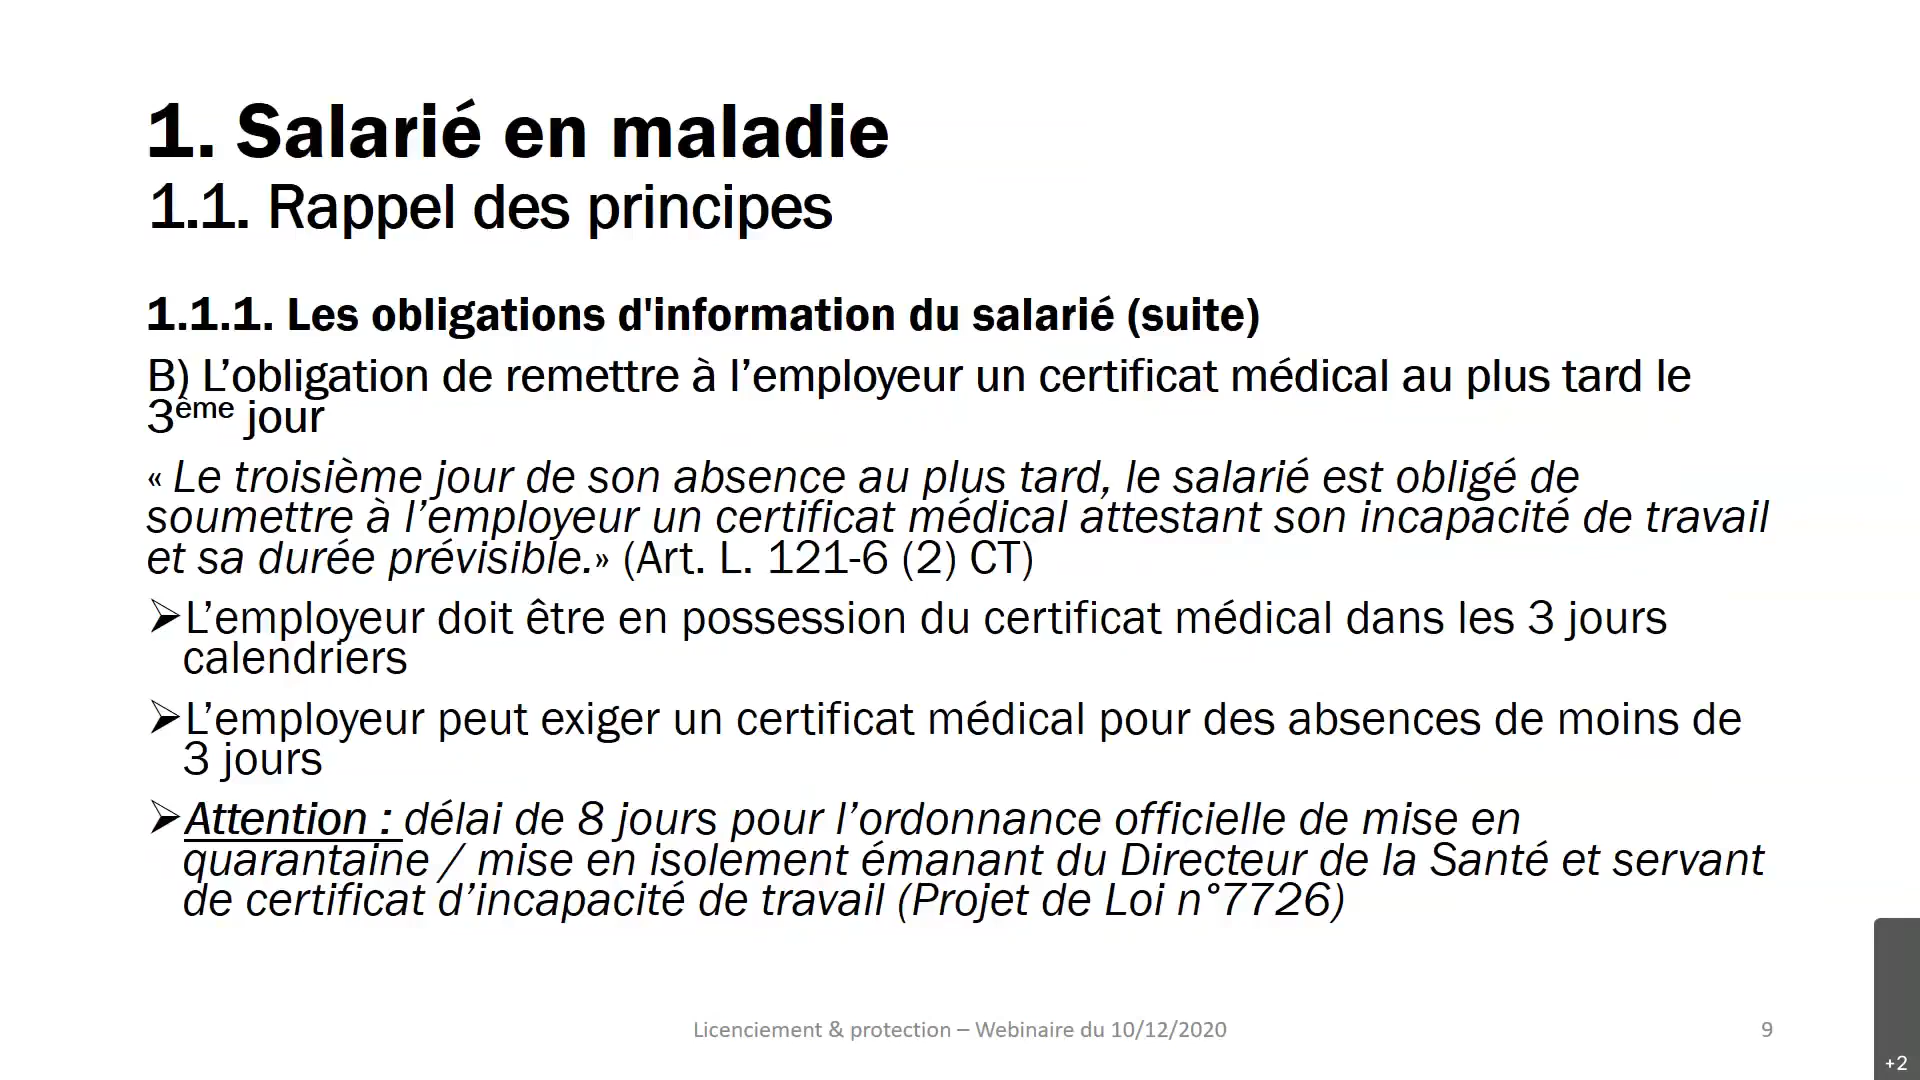 1. Salarié en maladie
1.1. Rappel des principes
1.1.1. Les obligations d'information du salarié (suite)
B) L’obligation de remettre à l’employeur un certificat médical au plus tard le
3ème jour
« Le troisième jour de son absence au plus tard, le salarié est obligé de
soumettre à l’employeur un certificat médical attestant son incapacité de travail
et sa durée prévisible.» (Art. L. 121-6 (2) CT)
➢L’employeur doit être en possession du certificat médical dans les 3 jours
calendriers
➢L’employeur peut exiger un certificat médical pour des absences de moins de
3 jours
➢Attention : délai de 8 jours pour l’ordonnance officielle de mise en
quarantaine / mise en isolement émanant du Directeur de la Santé et servant
de certificat d’incapacité de travail (Projet de Loi n°7726)
Licenciement & protection – Webinaire du 10/12/2020
9
+2